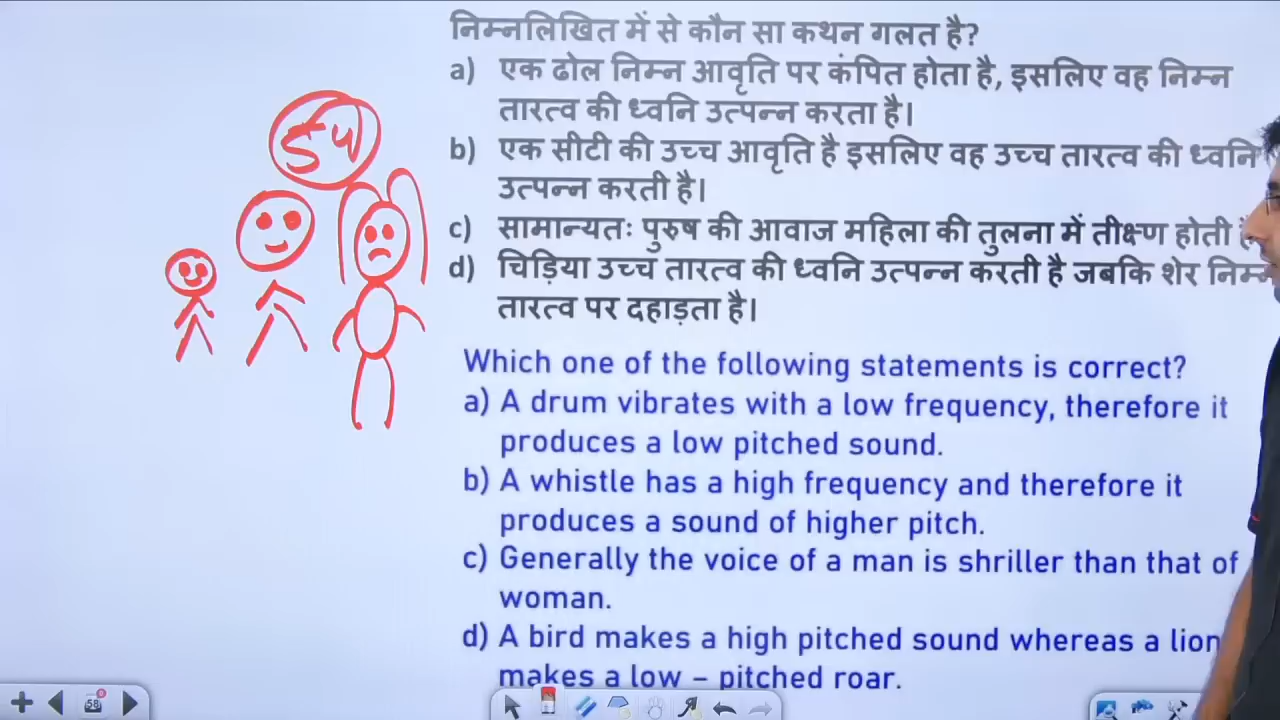 निम्नलिखित में से कौन सा कथन गलत है?
a) एक ढोल निम्न आवृति पर कंपित होता है, इसलिए वह निम्न
तारत्व की ध्वनि उत्पन्न करता है।
b) एक सीटी की उच्च आवृति है इसलिए वह उच्च तारत्व की ध्वनि
उत्पन्न करती है।
c) सामान्यतः पुरुष की आवाज महिला की तुलना में तीक्ष्ण होती
d) चिड़िया उच्च तारत्व की ध्वनि उत्पन्न करती है जबकि शेर निम्न
तारत्व पर दहाड़ता है।
Which one of the following statements is correct?
a) A drum vibrates with a low frequency, therefore it
produces a low pitched sound.
b) A whistle has a high frequency and therefore it
produces a sound of higher pitch.
c) Generally the voice of a man is shriller than that of
woman.
d) A bird makes a high pitched sound whereas a lion
makes a low – pitched roar.
58